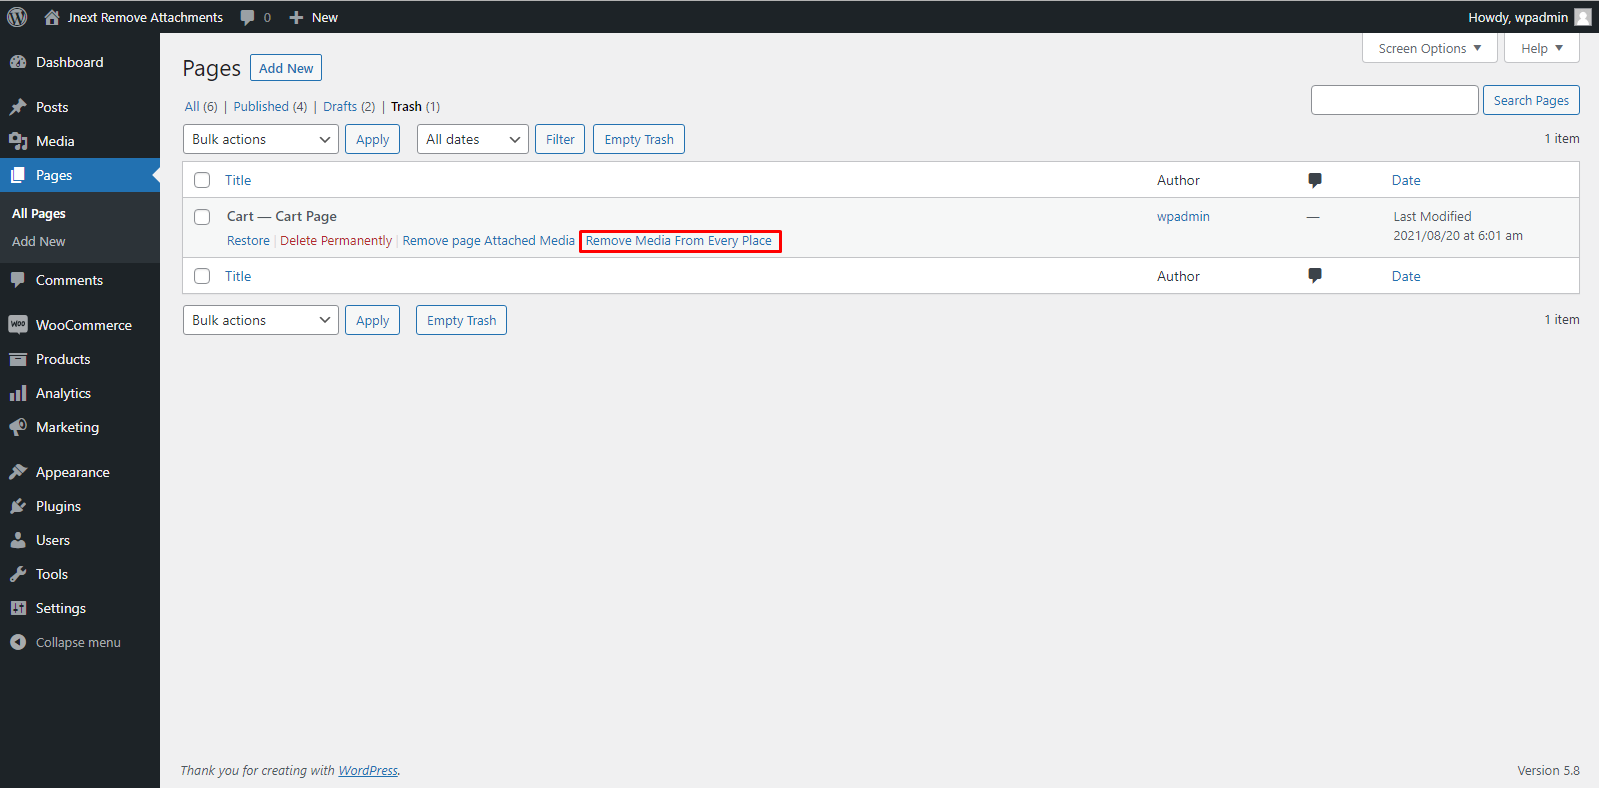 Jnext Remove Attachments 0 New Howdy, wpadmin
Screen Options Help
Dashboard
Posts
Media
Pages
All Pages
Add New
Comments
WooCommerce
Products
Analytics
Marketing
Appearance
Plugins
Users
Tools
Settings
Collapse menu
Pages Add New
All (6) | Published (4) | Drafts (2) | Trash (1)
Search Pages
Bulk actions Apply All dates Filter Empty Trash 1 item
Title Author Date
Cart — Cart Page wpadmin — Last Modified
2021/08/20 at 6:01 am
Restore | Delete Permanently | Remove page Attached Media Remove Media From Every Place
Title Author Date
Bulk actions Apply Empty Trash 1 item
Thank you for creating with WordPress. Version 5.8